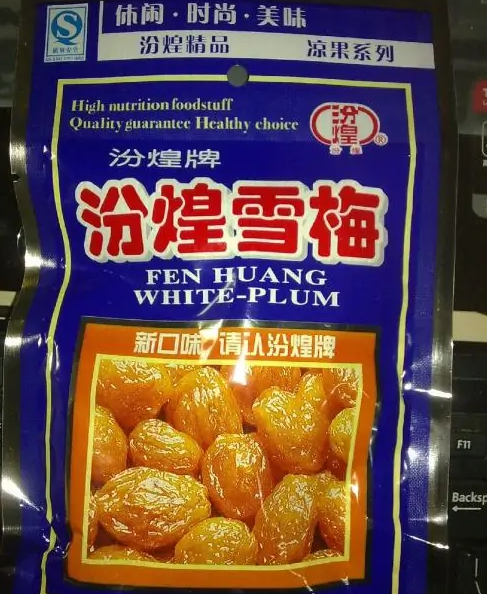 休闲·时尚·美味
汾煌精品 凉果系列
High nutritionfoodstuff
Quality guarantee Healthy choice
汾煌
®
汾煌牌
汾煌雪梅
FEN HUANG
WHITE-PLUM
新口味 请认汾煌牌
F11
Backsp